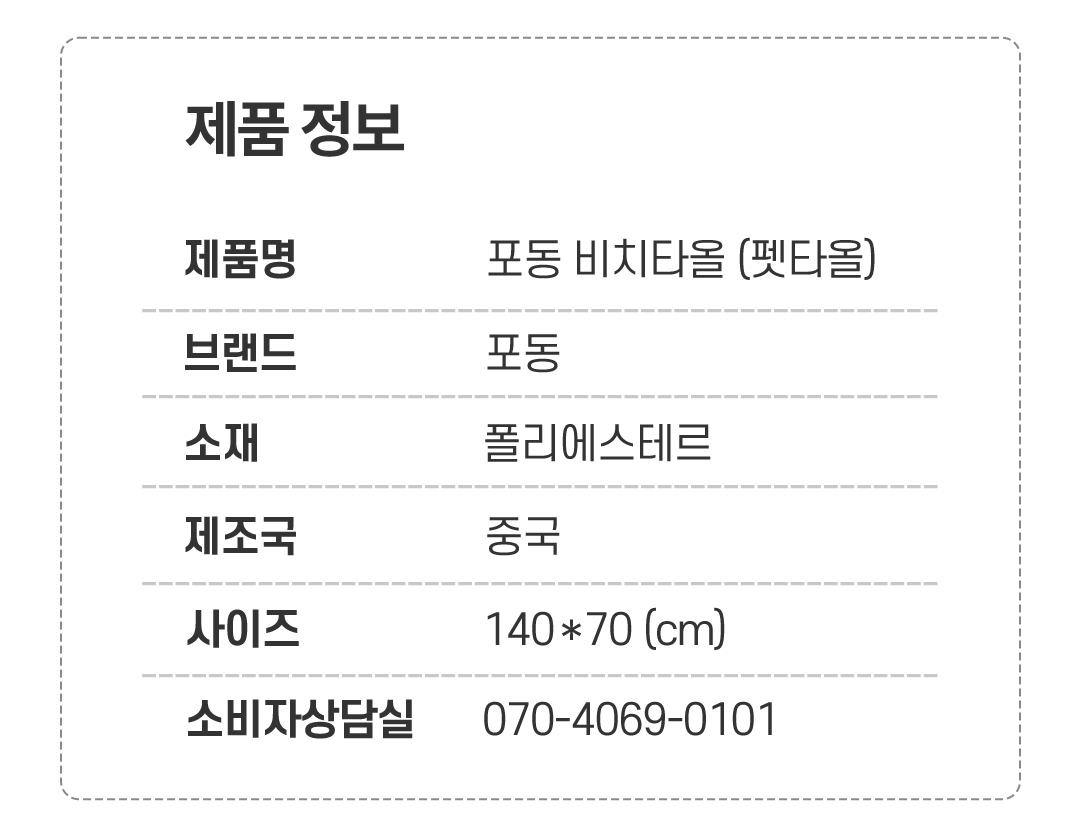 제품 정보
제품명 포동 비치타올 (펫타올)
브랜드 포동
소재 폴리에스테르
제조국 중국
사이즈 140*70 (cm)
소비자상담실 070-4069-0101